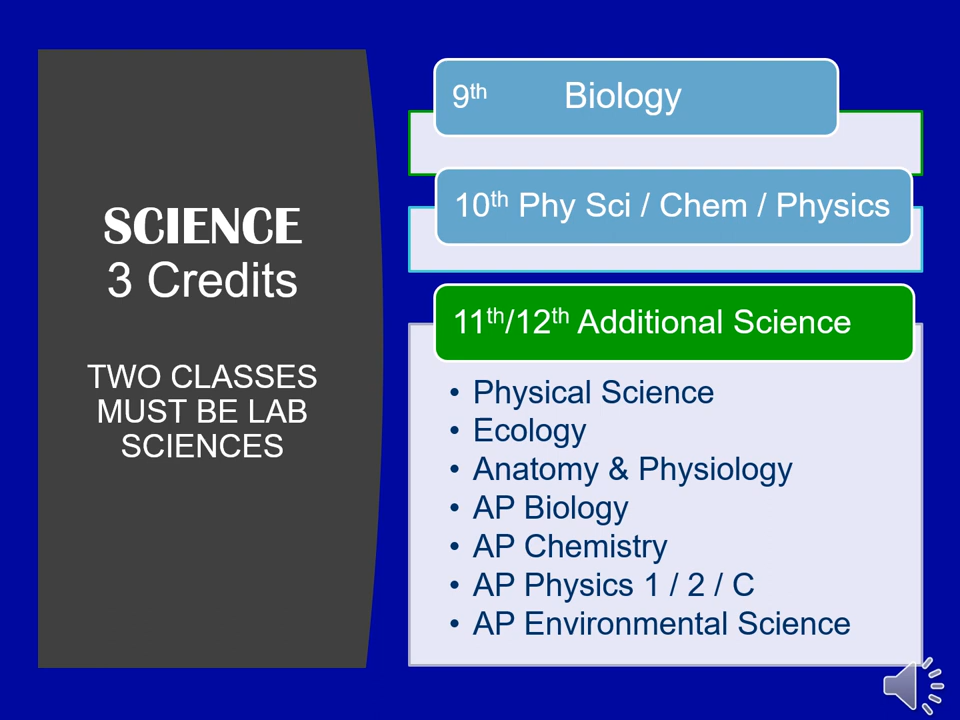 SCIENCE
3 Credits
TWO CLASSES
MUST BE LAB
SCIENCES
9th Biology
10th Phy Sci / Chem / Physics
11th/12th Additional Science
• Physical Science
• Ecology
• Anatomy & Physiology
• AP Biology
• AP Chemistry
• AP Physics 1 / 2 / C
• AP Environmental Science